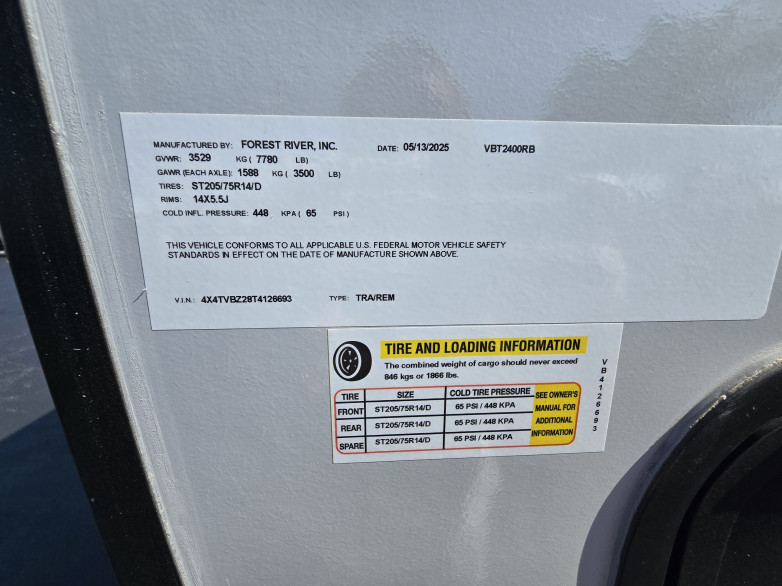 MANUFACTURED BY: FOREST RIVER, INC. DATE: 05/13/2025 VBT2400RB
GVWR: 3529 KG ( 7780 LB)
GAWR (EACH AXLE): 1588 KG ( 3500 LB)
TIRES: ST205/75R14/D
RIMS: 14X5.5J
COLD INFL. PRESSURE: 448 KPA ( 65 PSI )
THIS VEHICLE CONFORMS TO ALL APPLICABLE U.S. FEDERAL MOTOR VEHICLE SAFETY
STANDARDS IN EFFECT ON THE DATE OF MANUFACTURE SHOWN ABOVE.
V.I.N.: 4X4TVBZ28T4126693 TYPE: TRA/REM
TIRE AND LOADING INFORMATION
The combined weight of cargo should never exceed
846 kgs or 1866 lbs.
TIRE SIZE COLD TIRE PRESSURE
FRONT ST205/75R14/D 65 PSI / 448 KPA
REAR ST205/75R14/D 65 PSI / 448 KPA
SPARE ST205/75R14/D 65 PSI / 448 KPA
SEE OWNER'S
MANUAL FOR
ADDITIONAL
INFORMATION
VB4126693